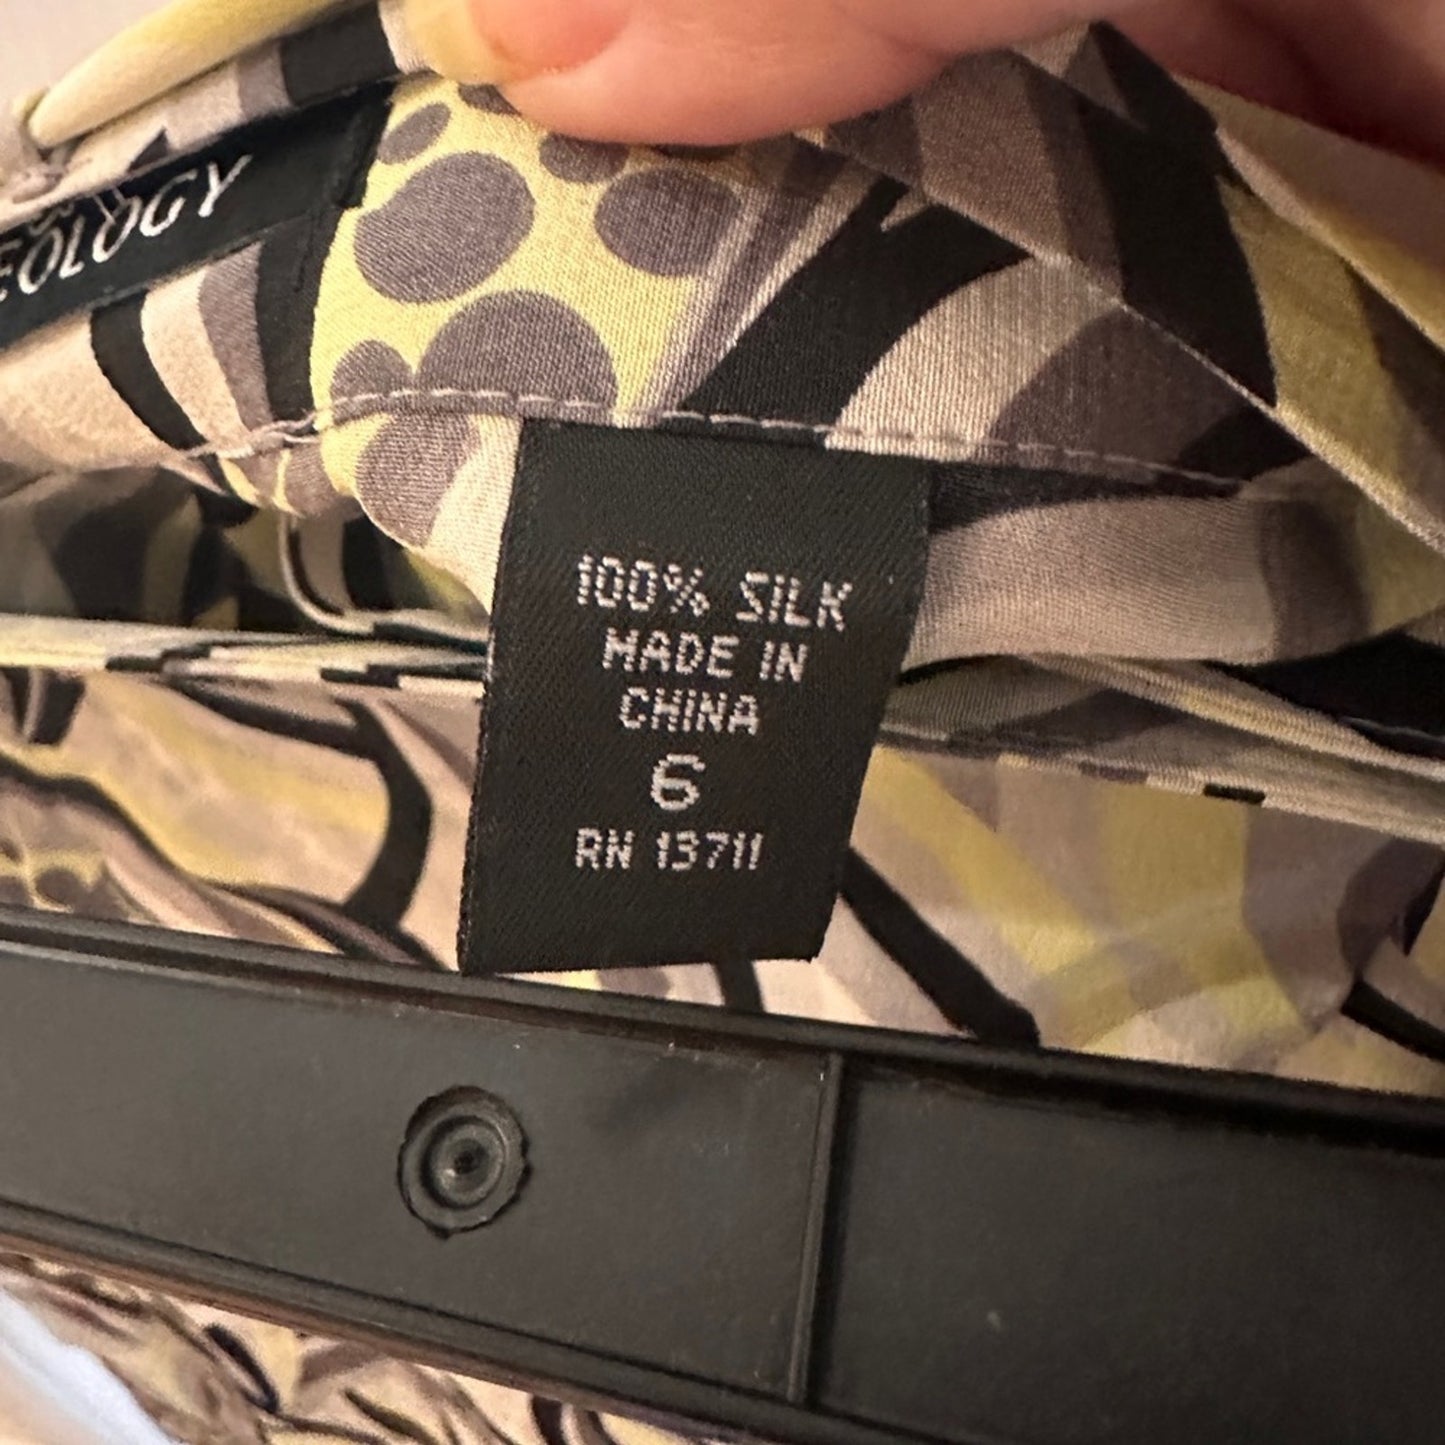 EOLOGY
100% SILK
MADE IN
CHINA
6
RN 13711